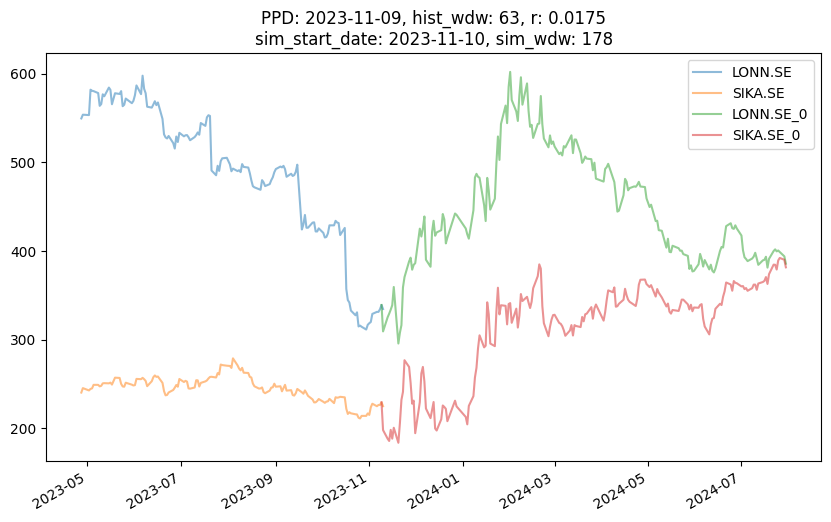 PPD: 2023-11-09, hist_wdw: 63, r: 0.0175
sim_start_date: 2023-11-10, sim_wdw: 178
LONN.SE
SIKA.SE
LONN.SE_0
SIKA.SE_0
600
500
400
300
200
2023-05
2023-07
2023-09
2023-11
2024-01
2024-03
2024-05
2024-07